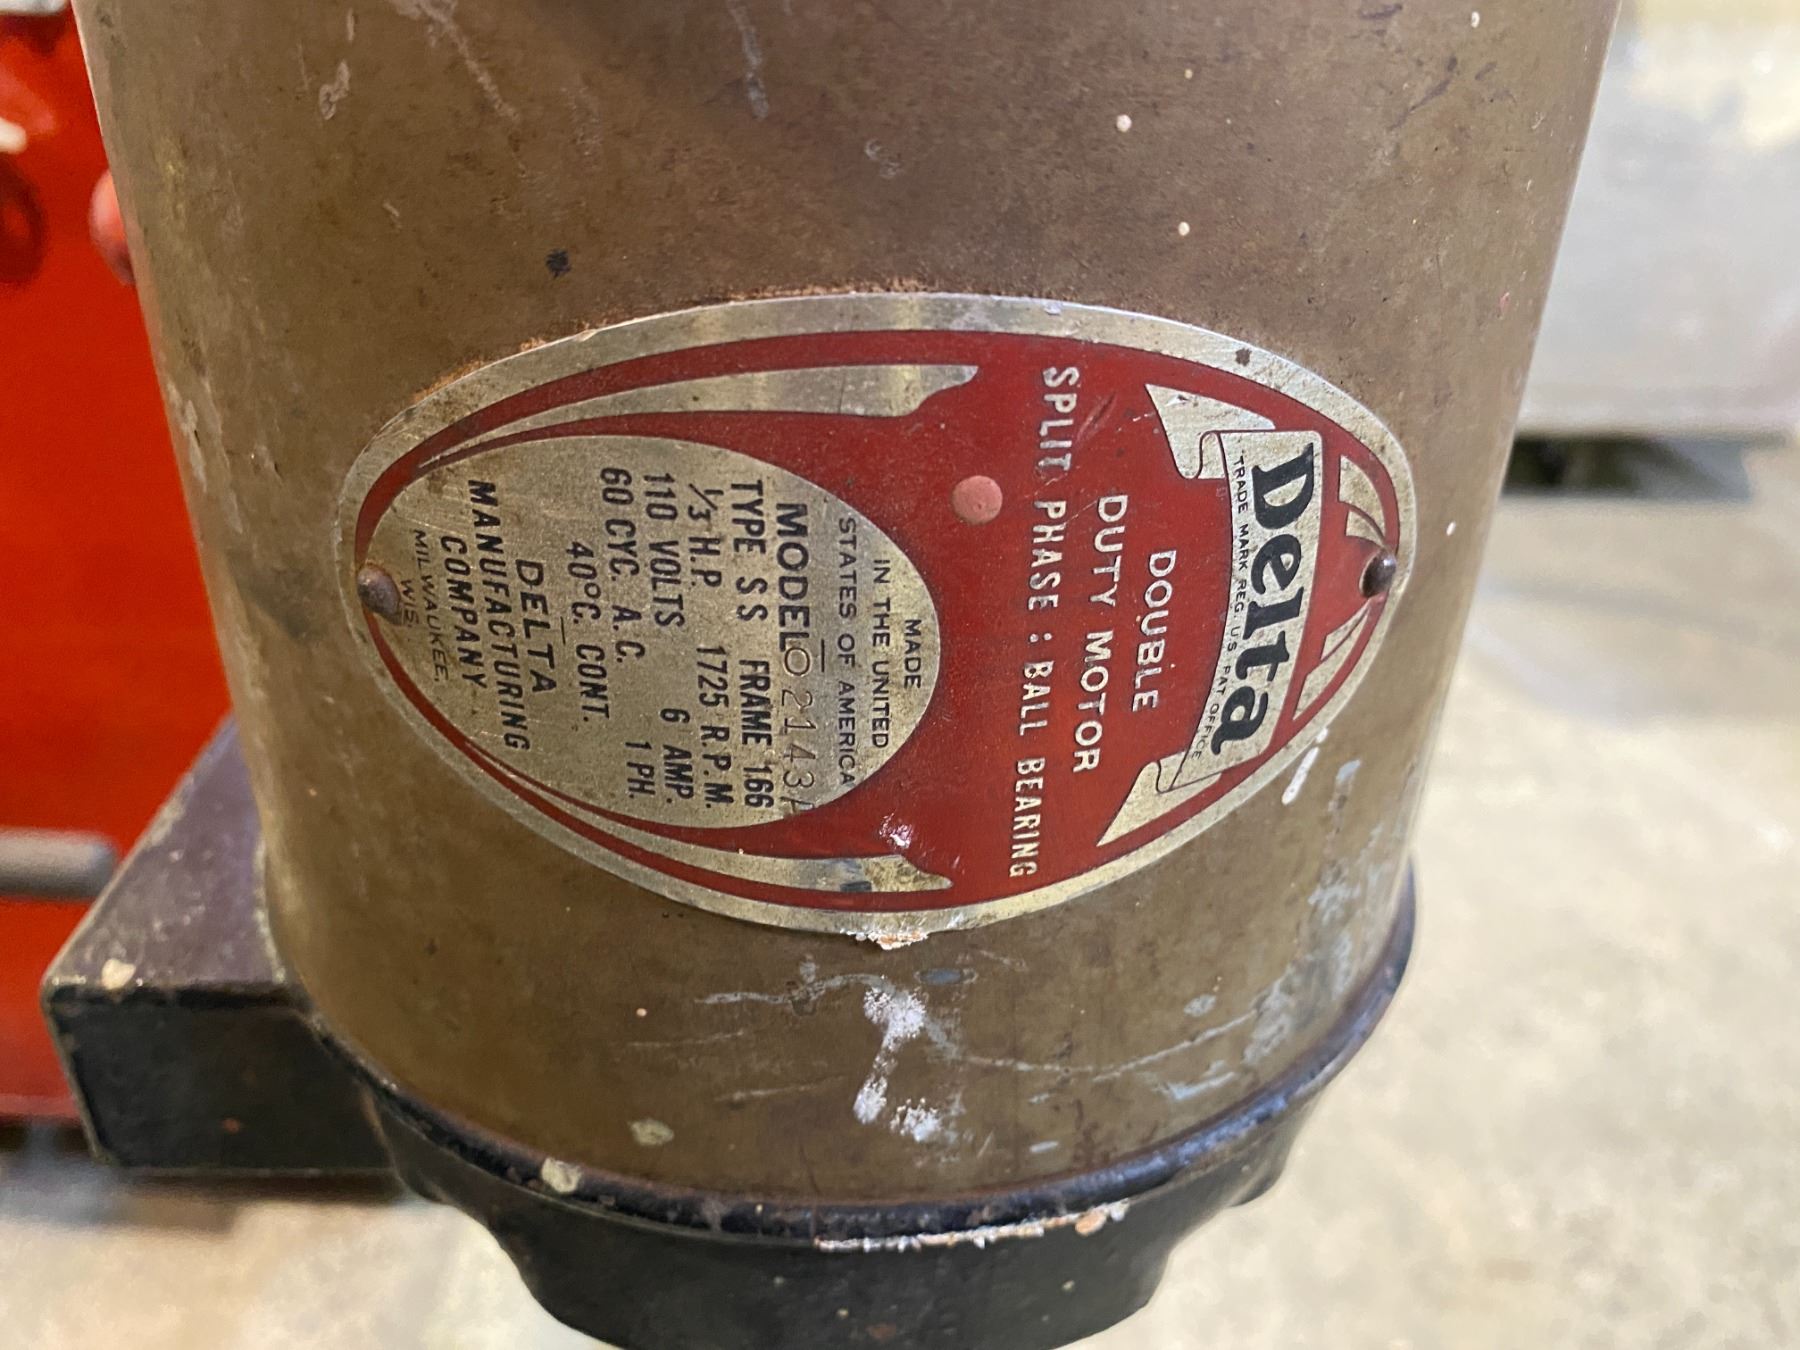 Delta
TRADE MARK REG. U.S. PAT. OFFICE
DOUBLE
DUTY MOTOR
SPLIT PHASE : BALL BEARING
MADE
IN THE UNITED
STATES OF AMERICA
MODEL
TYPE SS FRAME 166
1/3 H.P. 1725 R.P.M.
110 VOLTS 6 AMP.
60 CYC. A.C. 1 PH.
40°C. CONT.
DELTA
MANUFACTURING
COMPANY
MILWAUKEE,
WIS.